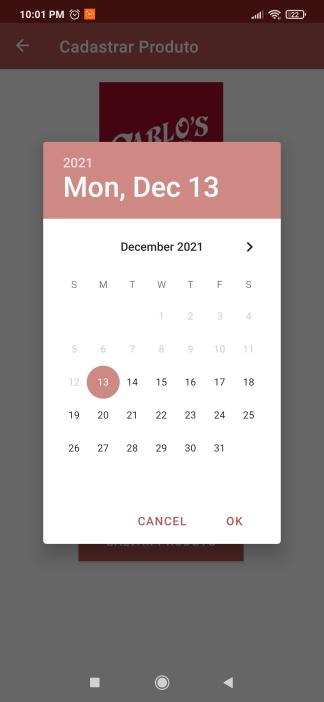 10:01 PM
22
Cadastrar Produto
CARLO'S
2021
Mon, Dec 13
December 2021
S M T W T F S
1 2 3 4
5 6 7 8 9 10 11
12 13 14 15 16 17 18
19 20 21 22 23 24 25
26 27 28 29 30 31
CANCEL OK